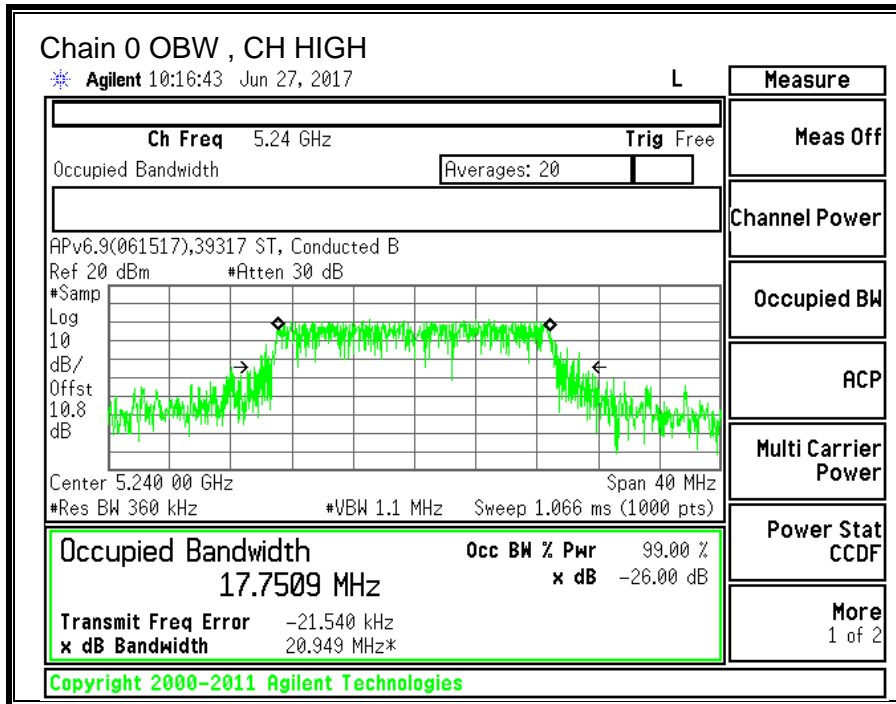 Chain 0 OBW , CH HIGH
Agilent 10:16:43 Jun 27, 2017 L
Measure
Ch Freq 5.24 GHz Trig Free
Meas Off
Occupied Bandwidth Averages: 20
Channel Power
APv6.9(061517),39317 ST, Conducted B
Ref 20 dBm #Atten 30 dB
#Samp
Log
10
dB/
Offst
10.8
dB
Occupied BW
ACP
Center 5.240 00 GHz Span 40 MHz
#Res BW 360 kHz #VBW 1.1 MHz Sweep 1.066 ms (1000 pts)
Multi Carrier
Power
Occupied Bandwidth Occ BW % Pwr 99.00 %
17.7509 MHz x dB -26.00 dB
Power Stat
CCDF
Transmit Freq Error -21.540 kHz
x dB Bandwidth 20.949 MHz*
More
1 of 2
Copyright 2000-2011 Agilent Technologies